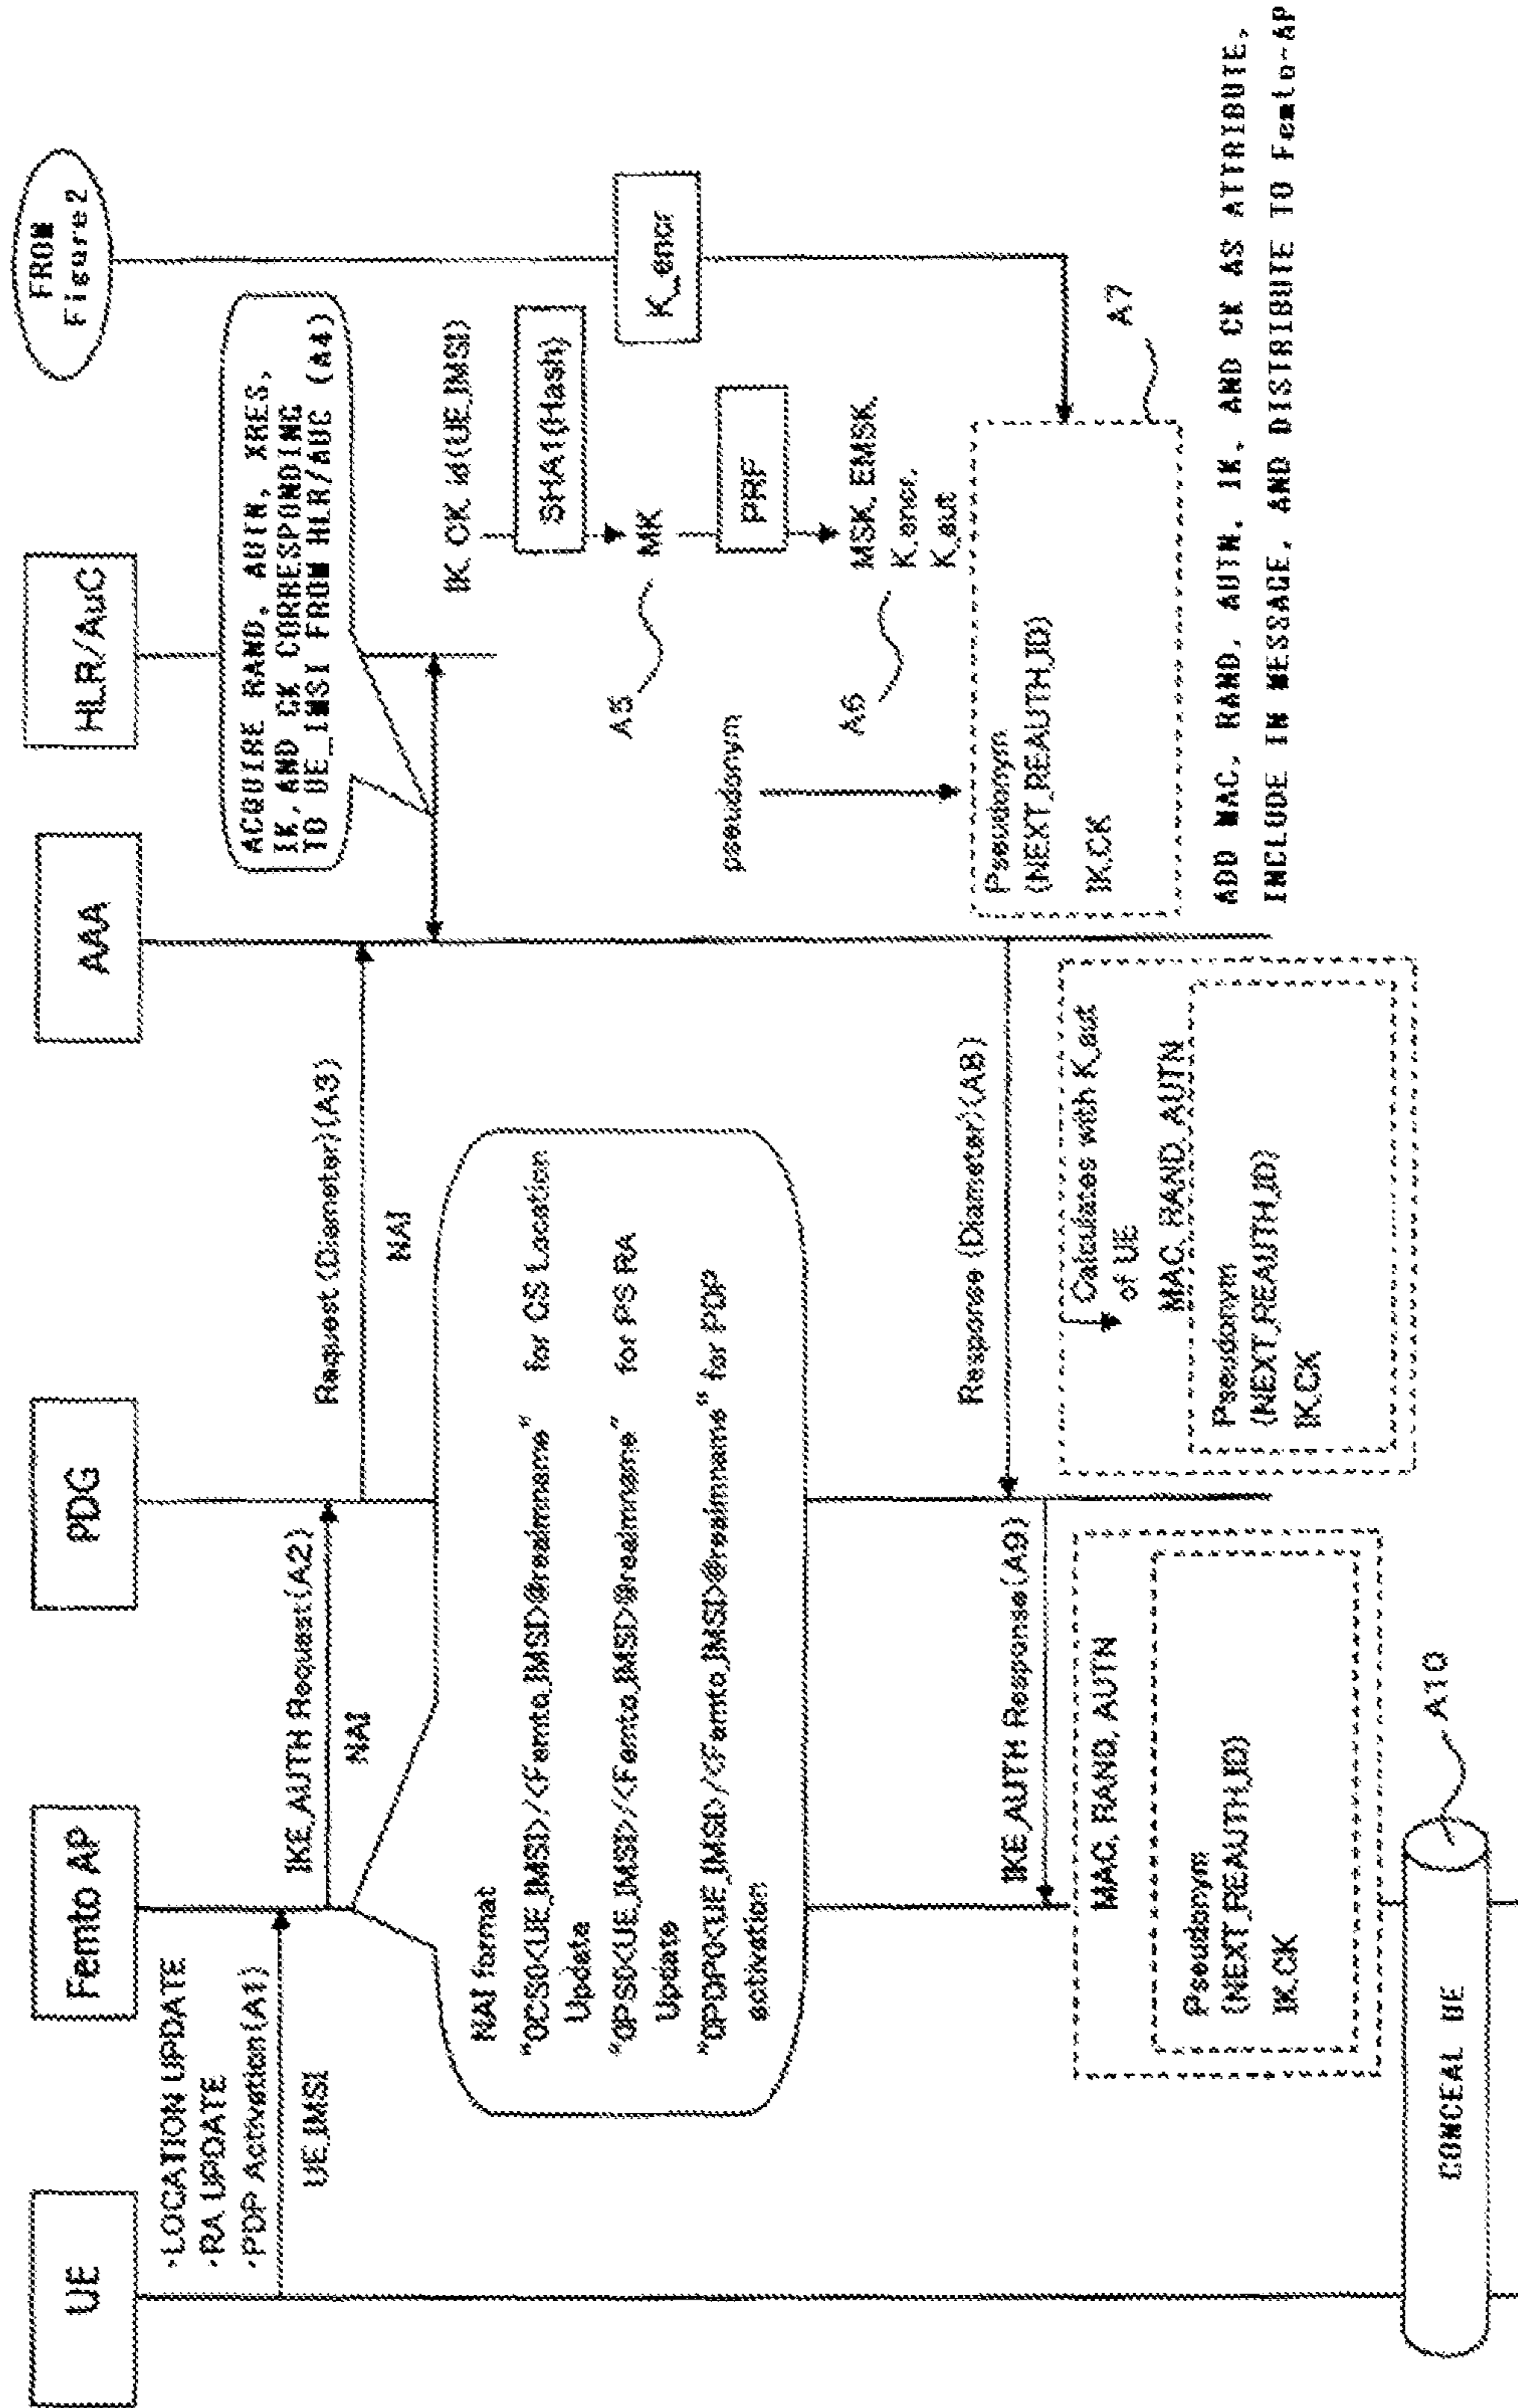 UE
Femto AP
PDG
AAA
HLR/AuC
FROM
Figure2
·LOCATION UPDATE
·RA UPDATE
·PDP Activation(A1)
UE_IMSI
IKE_AUTH Request(A2)
NAI
Request(Diameter)(A3)
NAI
ACQUIRE RAND, AUTN, XRES,
IK, AND CK CORRESPONDING
TO UE_IMSI FROM HLR/AUC (A4)
NAI format
"0CS0<UE_IMSI>/<Femto_IMSI>@realmname" for CS Location
Update
"0PS0<UE_IMSI>/<Femto_IMSI>@realmname" for PS RA
Update
"0PDP0<UE_IMSI>/<Femto_IMSI>@realmname" for PDP
activation
IK, CK, id(UE_IMSI)
SHA1(Hash)
A5
MK
PRF
A6
MSK, EMSK,
K_encr,
K_aut
K_encr
pseudonym
Pseudonym
(NEXT_REAUTH_ID)
IK,CK
A7
ADD MAC, RAND, AUTN, IK, AND CK AS ATTRIBUTE,
INCLUDE IN MESSAGE, AND DISTRIBUTE TO Femto-AP
Response (Diameter)(A8)
Calculates with K_aut
of UE
MAC, RAND, AUTN
Pseudonym
(NEXT_REAUTH_ID)
IK,CK
IKE_AUTH Response(A9)
MAC, RAND, AUTN
Pseudonym
(NEXT_REAUTH_ID)
IK,CK
CONCEAL UE
A10